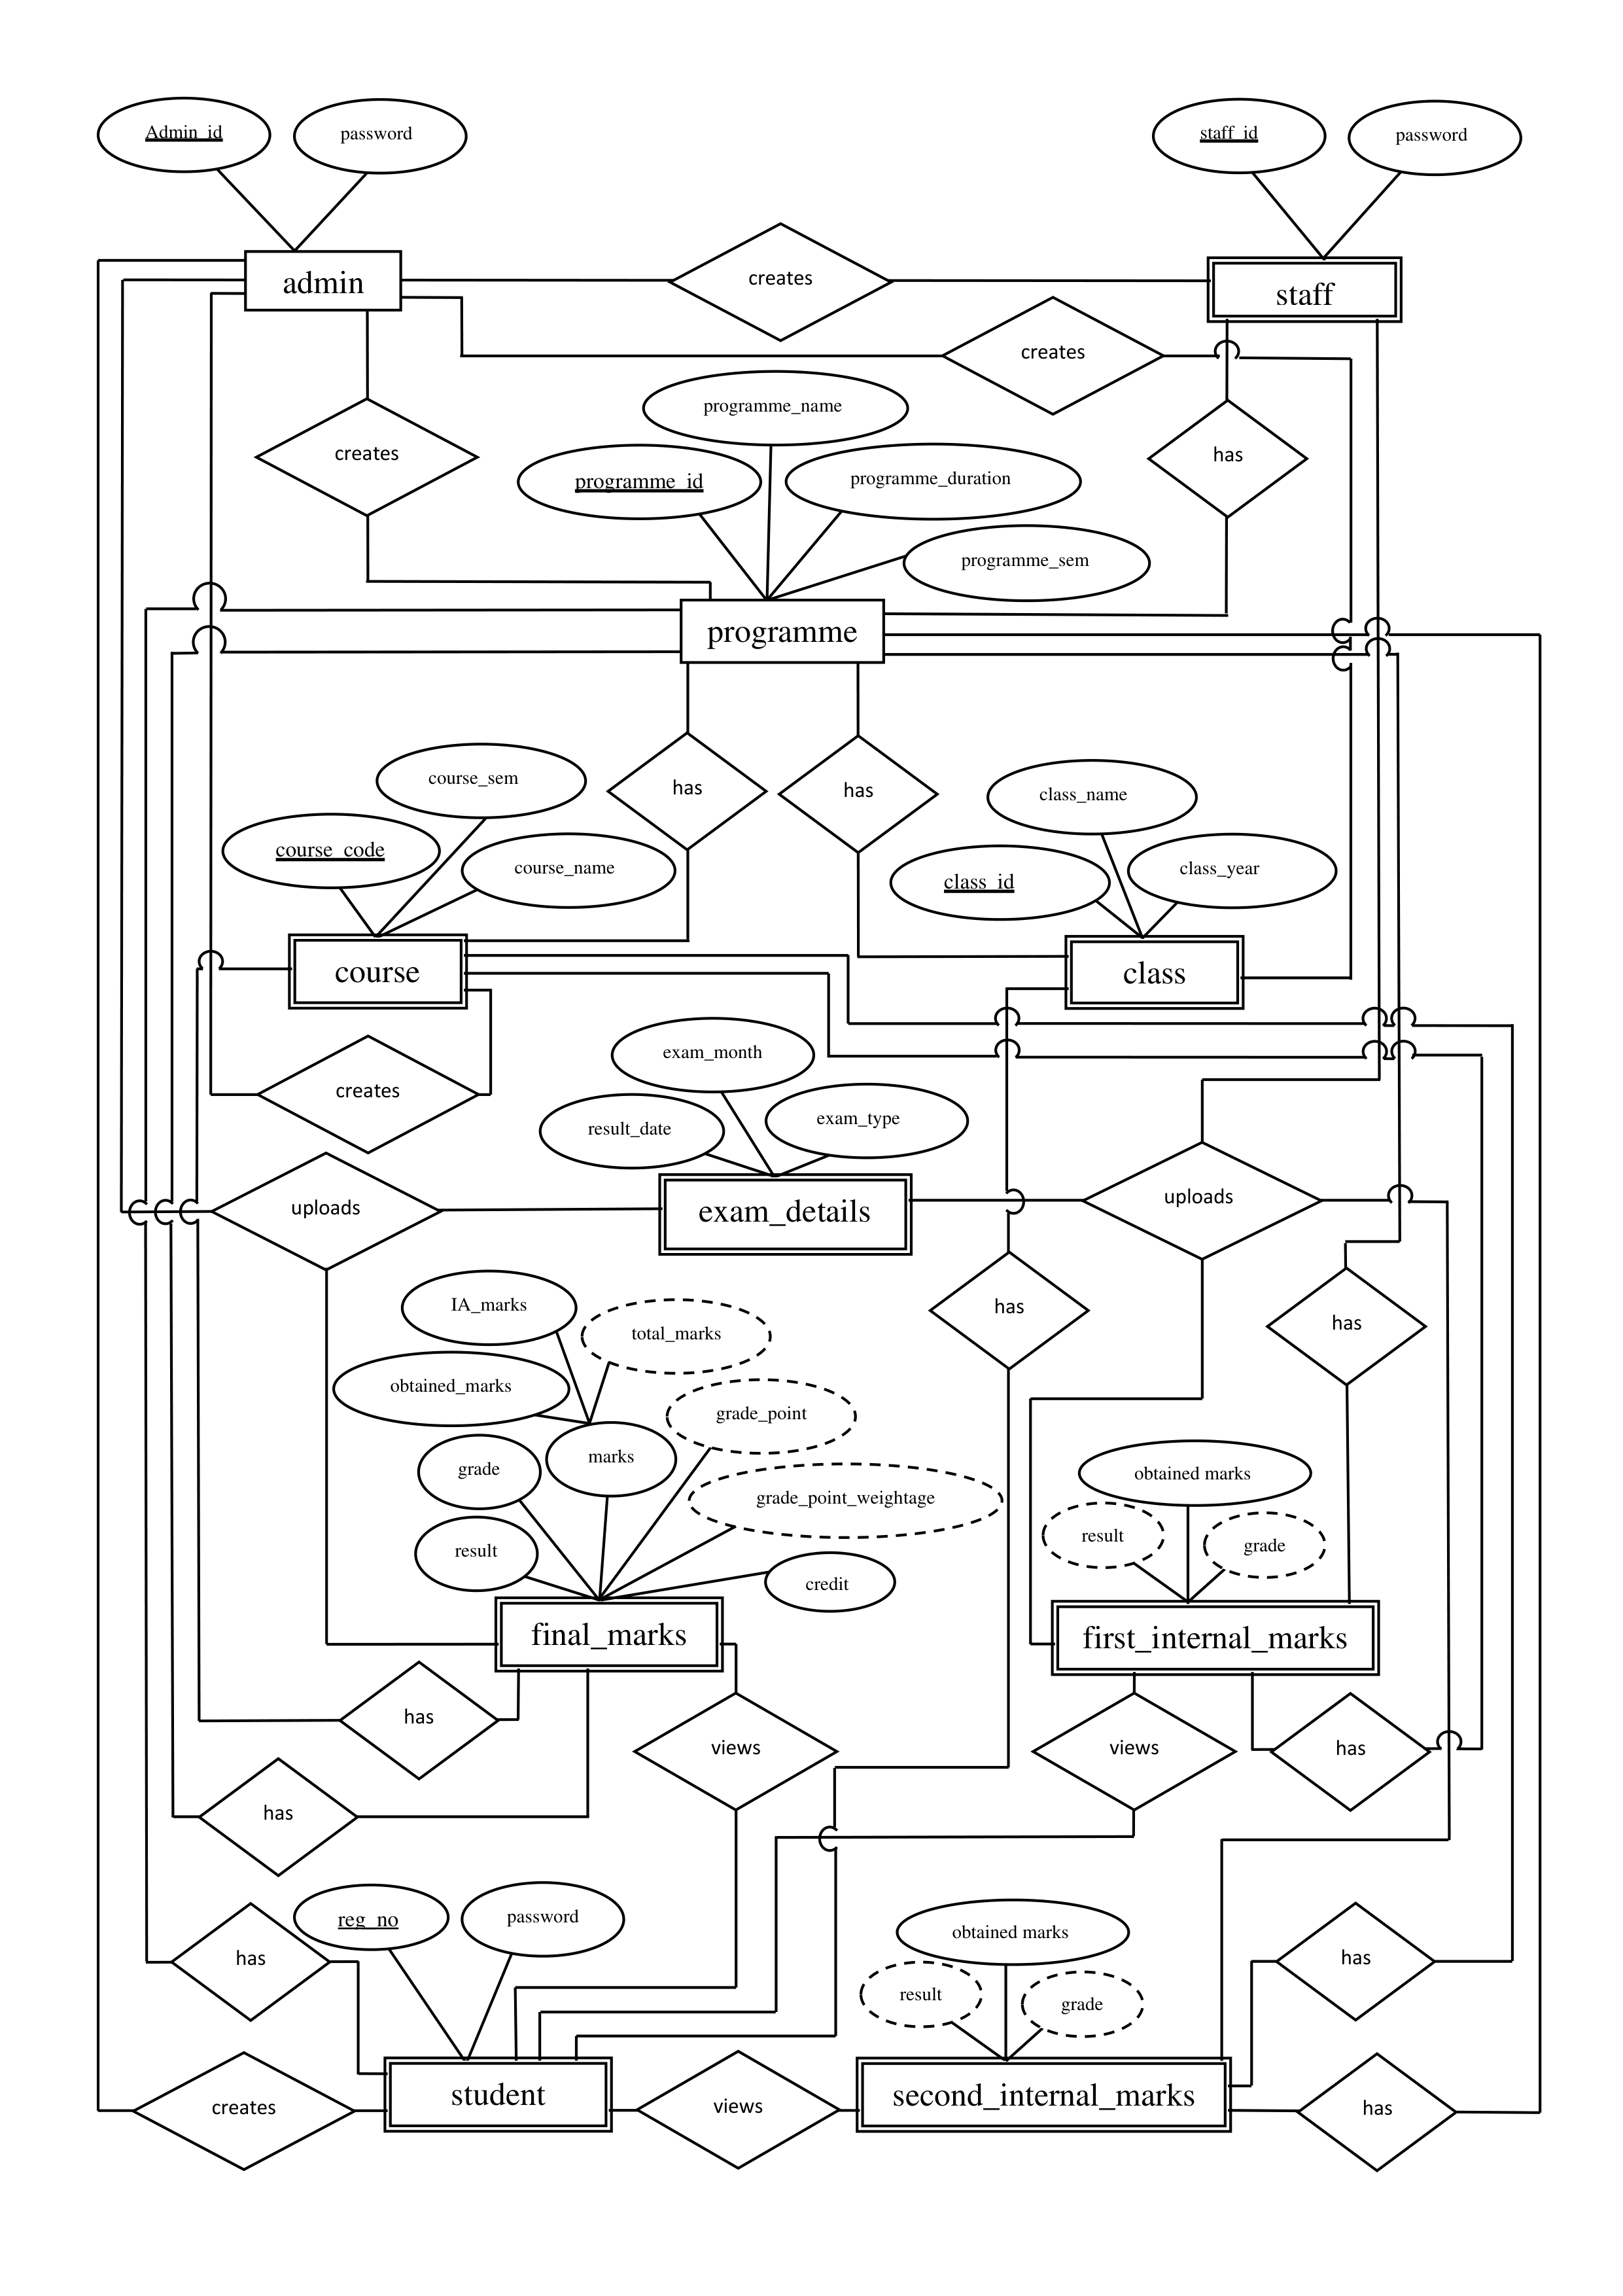 Admin_id
password
staff_id
password
admin
creates
staff
creates
programme_name
creates
has
programme_id
programme_duration
programme_sem
programme
course_sem
has
has
class_name
course_code
course_name
class_id
class_year
course
class
exam_month
creates
exam_type
result_date
uploads
exam_details
uploads
IA_marks
has
has
total_marks
obtained_marks
grade_point
marks
grade
obtained marks
grade_point_weightage
result
result
grade
credit
final_marks
first_internal_marks
has
views
views
has
has
reg_no
password
obtained marks
has
has
result
grade
student
second_internal_marks
creates
views
has